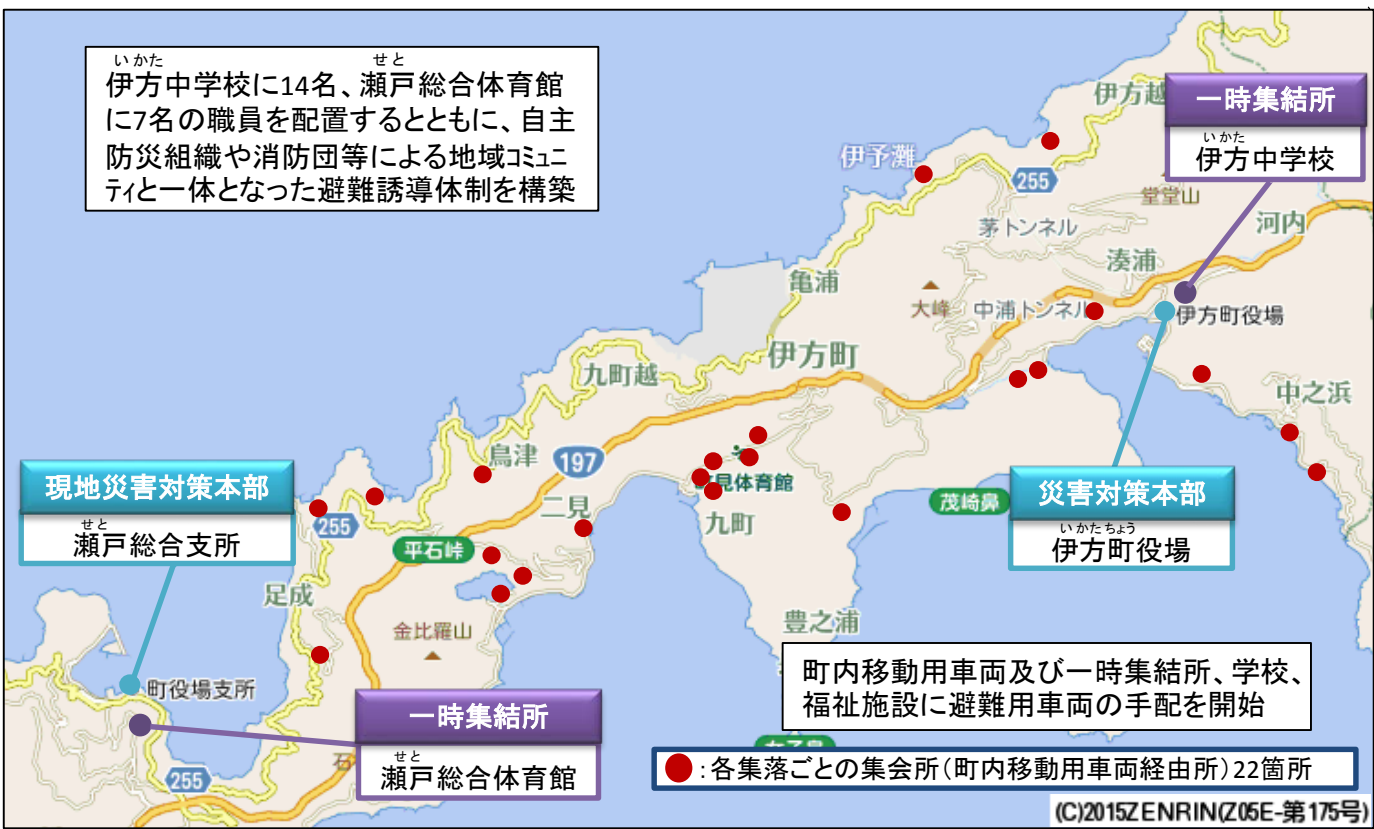 いかた せと
伊方中学校に14名、瀬戸総合体育館
に7名の職員を配置するとともに、自主
防災組織や消防団等による地域ｺﾐｭﾆ
ﾃｨと一体となった避難誘導体制を構築
伊方越
一時集結所
いかた
伊方中学校
伊予灘
255
堂堂山
茅トンネル
河内
湊浦
亀浦
大峰
中浦トンネル
伊方町役場
伊方町
九町越
中之浜
鳥津
197
現地災害対策本部
せと
瀬戸総合支所
255
二見
見体育館
九町
茂崎鼻
災害対策本部
いかたちょう
伊方町役場
平石峠
足成
金比羅山
豊之浦
町内移動用車両及び一時集結所、学校、
福祉施設に避難用車両の手配を開始
町役場支所
一時集結所
せと
瀬戸総合体育館
石
255
：各集落ごとの集会所（町内移動用車両経由所）22箇所
(C)2015ZENRIN(Z05E-第175号)